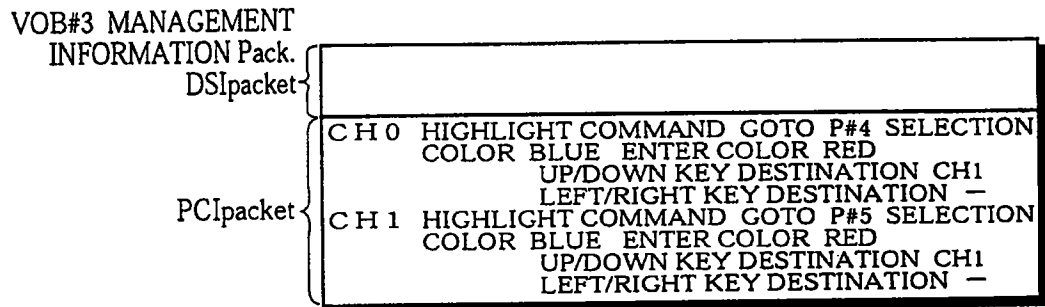 VOB#3 MANAGEMENT
INFORMATION Pack.
DSIpacket
CH0 HIGHLIGHT COMMAND GOTO P#4 SELECTION
COLOR BLUE ENTER COLOR RED
UP/DOWN KEY DESTINATION CH1
LEFT/RIGHT KEY DESTINATION —
PCIpacket
CH1 HIGHLIGHT COMMAND GOTO P#5 SELECTION
COLOR BLUE ENTER COLOR RED
UP/DOWN KEY DESTINATION CH1
LEFT/RIGHT KEY DESTINATION —